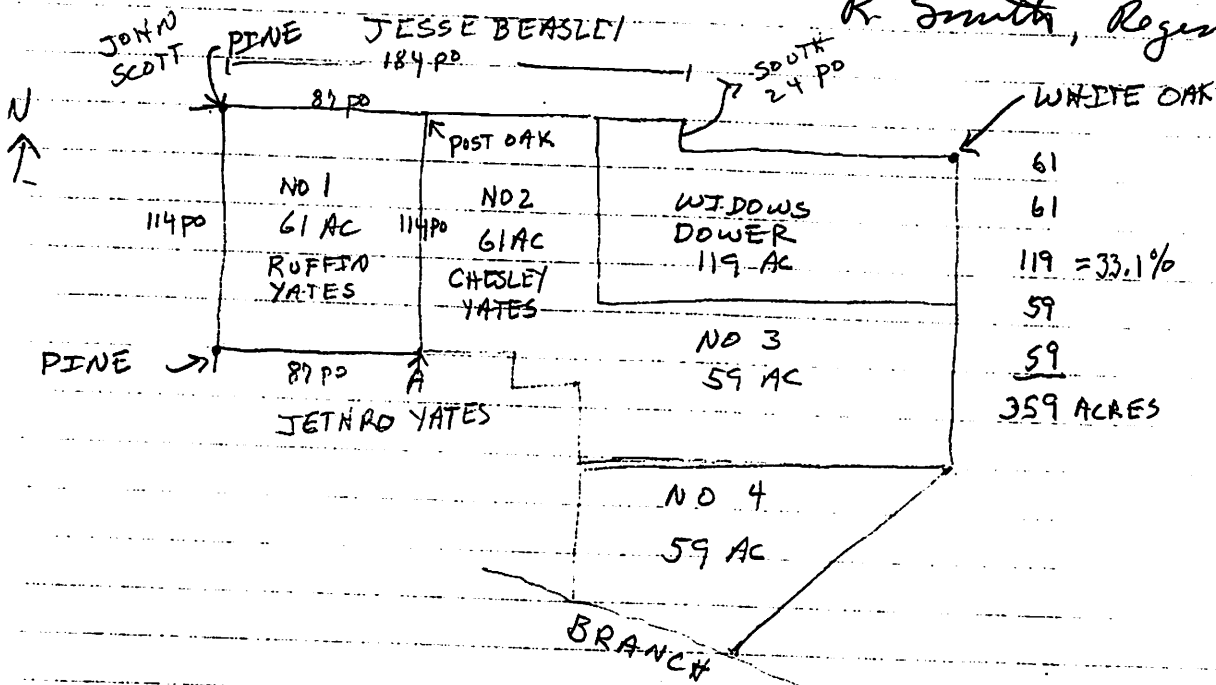 R. Smith,
JOHN SCOTT
PINE
JESSE BEASLEY
184 PO
SOUTH 24 PO
N
87 PO
WHITE OAK
POST OAK
NO 1
61 AC
RUFFIN
YATES
114 PO
114 PO
NO 2
61 AC
CHESLEY
YATES
WIDOWS
DOWER
119 AC
61
61
119 = 33.1%
59
59
359 ACRES
NO 3
59 AC
PINE
87 PO
A
JETHRO YATES
NO 4
59 AC
BRANCH